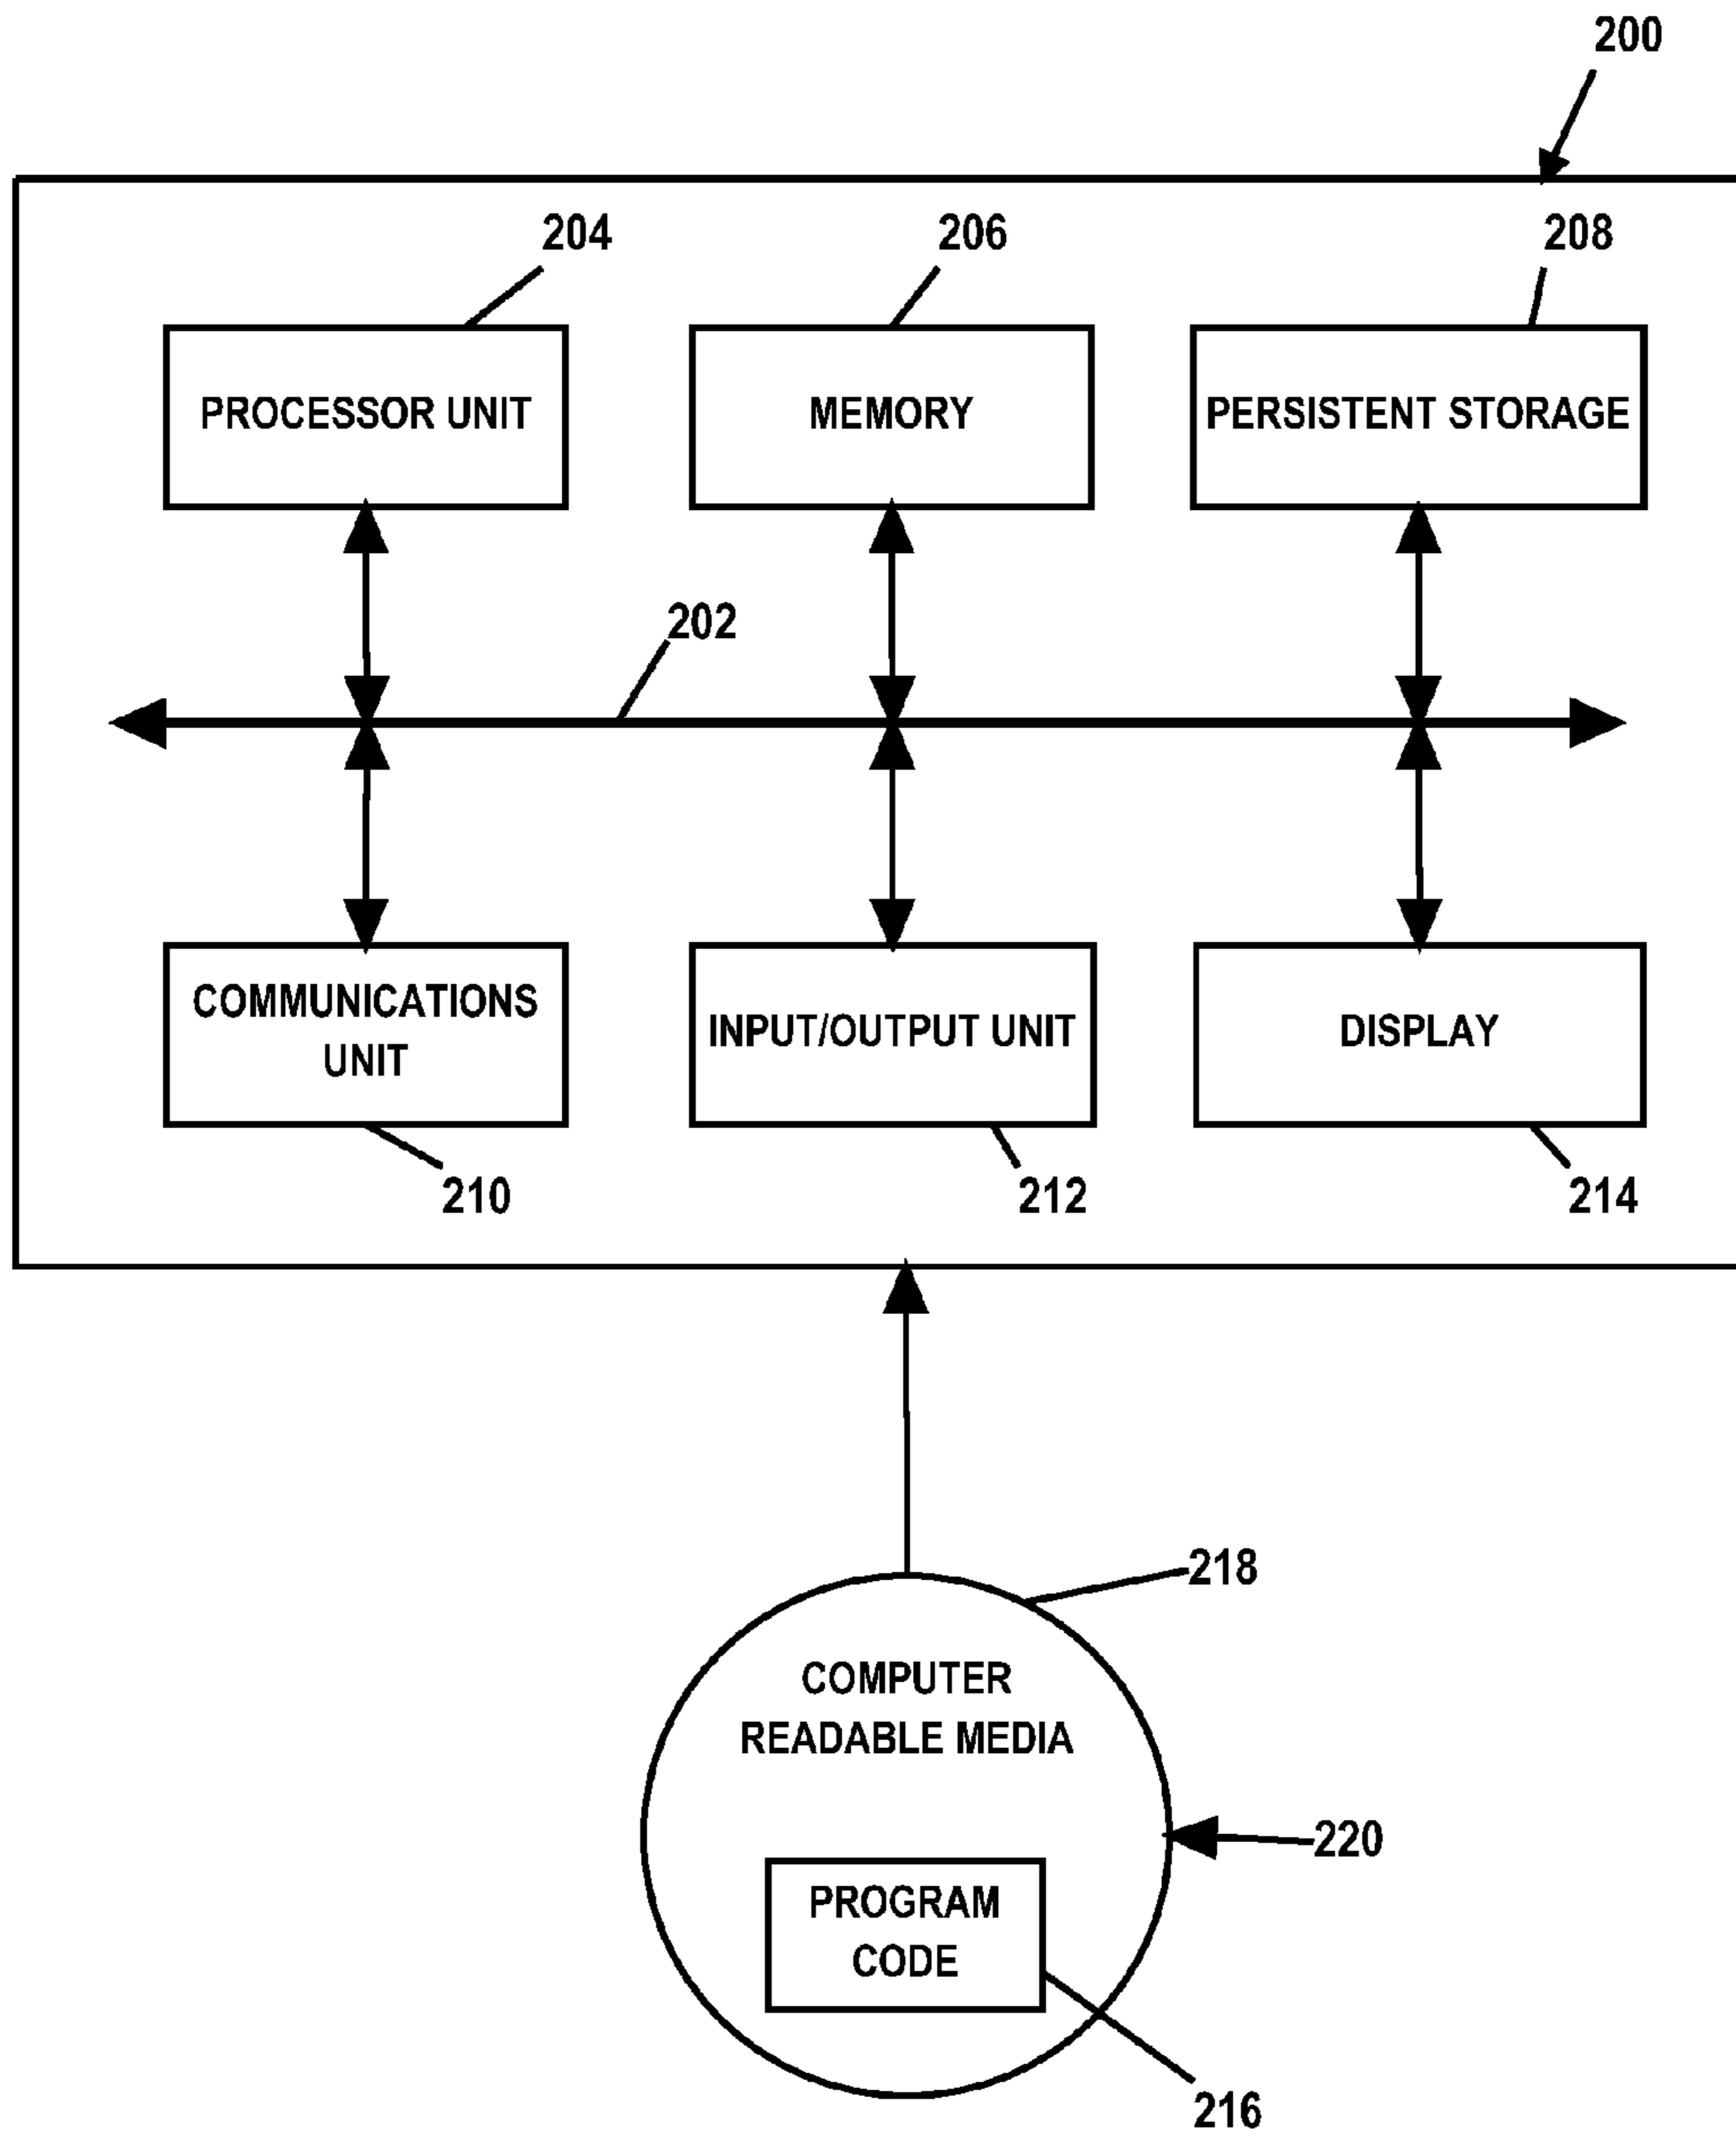 200
204
206
208
PROCESSOR UNIT
MEMORY
PERSISTENT STORAGE
202
COMMUNICATIONS
UNIT
INPUT/OUTPUT UNIT
DISPLAY
210
212
214
218
COMPUTER
READABLE MEDIA
220
PROGRAM
CODE
216